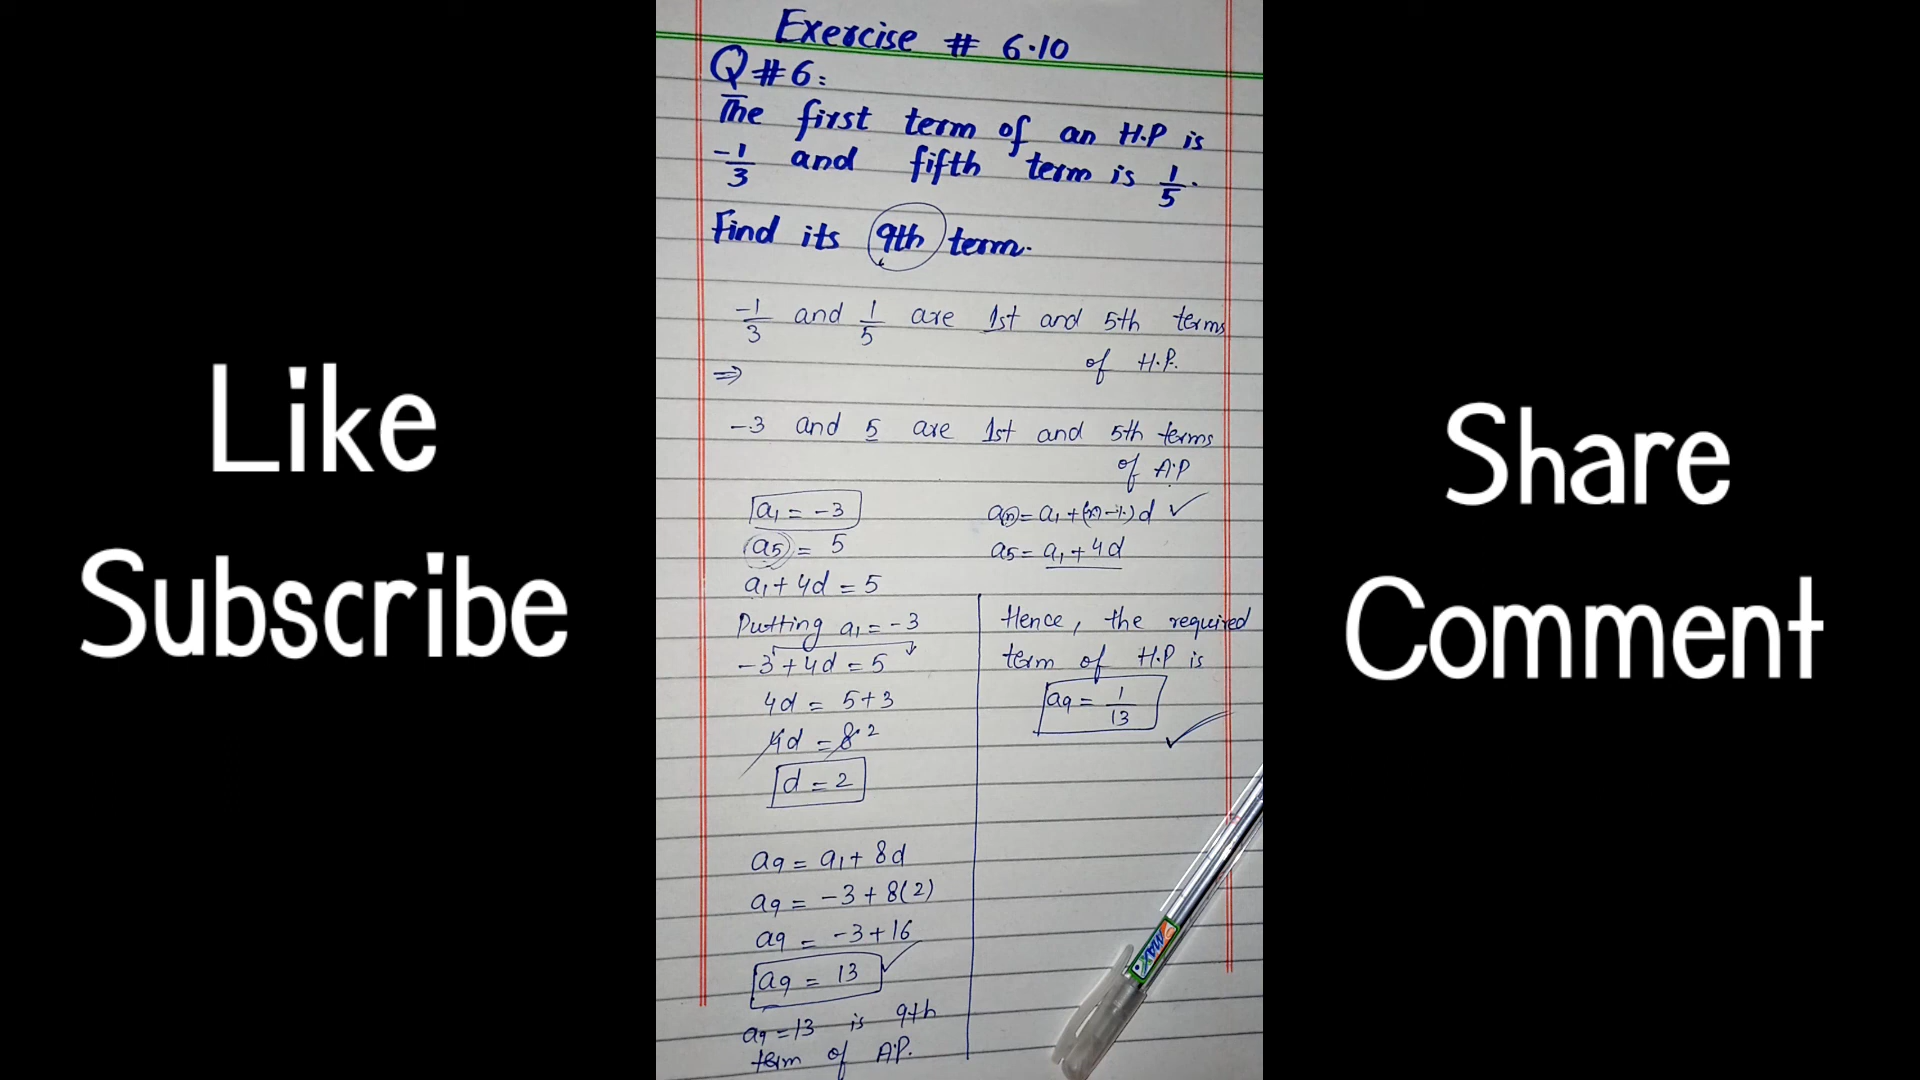 Like
Subscribe
Exercise # 6.10
Q#6:
The first term of an H.P is
-1/3 and fifth term is 1/5.
Find its 9th term.
-1/3 and 1/5 are 1st and 5th terms
of H.P.
⇒
-3 and 5 are 1st and 5th terms
of A.P
a₁ = -3
a₅ = 5
a₁ + 4d = 5
Putting a₁ = -3
-3 + 4d = 5
4d = 5+3
4d = 8 2
d = 2
a₉ = a₁ + 8d
a₉ = -3 + 8(2)
a₉ = -3+16
a₉ = 13
a₉ = 13 is 9th
term of A.P.
aₙ = a₁ + (n-1)d ✓
a₅ = a₁ + 4d
Hence, the required
term of H.P is
a₉ = 1/13
MAX
Share
Comment